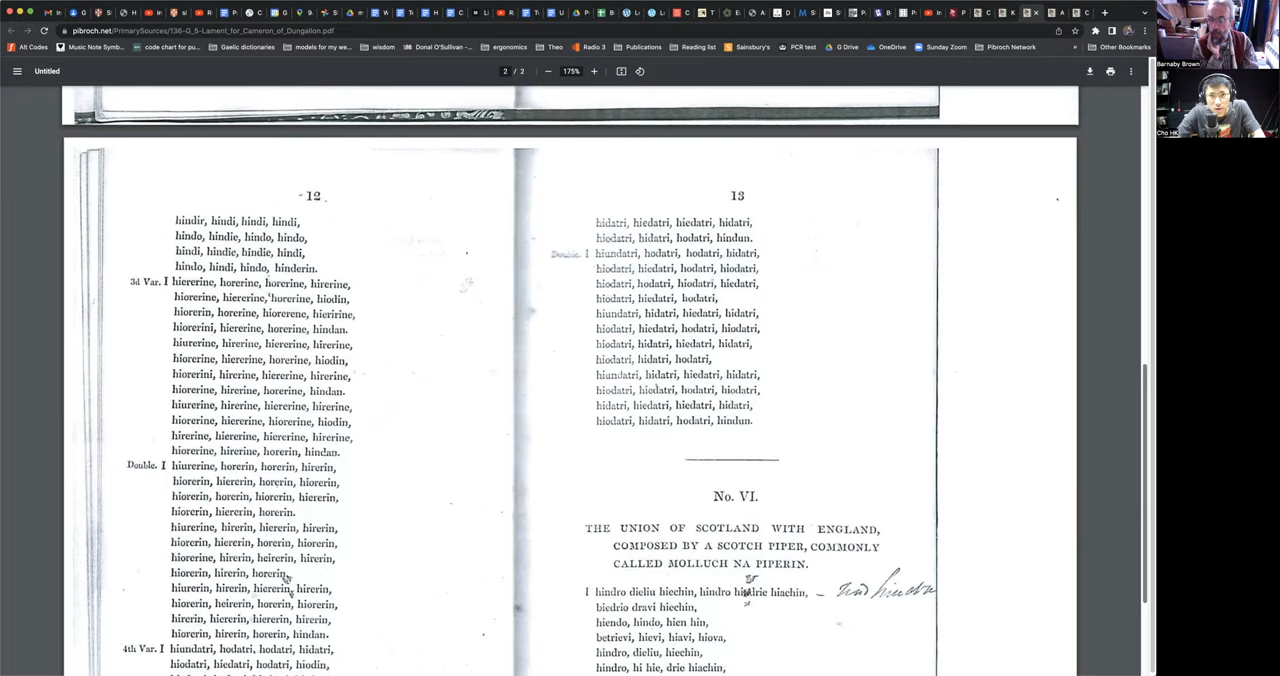 pibroch.net/PrimarySources/136-G_5-Lament_for_Cameron_of_Dungallon.pdf
Alt Codes
Music Note Symb...
code chart for pu...
Gaelic dictionaries
models for my we...
wisdom
Donal O'Sullivan -...
ergonomics
Theo
Radio 3
Publications
Reading list
Sainsbury's
PCR test
G Drive
OneDrive
Sunday Zoom
Pibroch Network
Other Bookmarks
Untitled
2 / 2
175%
Barnaby Brown
Cho HK
12
hindir, hindi, hindi, hindi,
hindo, hindie, hindo, hindo,
hindi, hindie, hindie, hindi,
hindo, hindi, hindo, hinderin.
3d Var. I hiererine, horerine, horerine, hirerine,
hiorerine, hiererine, horerine, hiodin,
hiorerin, horerine, hiorerene, hieririne,
hiorerini, hiererine, horerine, hindan.
hiurerine, hirerine, hiererine, hirerine,
hiorerine, hiererine, horerine, hiodin,
hiorerini, hirerine, hiererine, hirerine,
hiorerine, hirerine, horerine, hindan.
hiurerine, hirerine, hiererine, hirerine,
hiorerine, hiererine, hiorerine, hiodin,
hirerine, hiererine, hiererine, hirerine,
hiorerine, hirerine, horerin, hindan.
Double. I hiurerine, horerin, horerin, hirerin,
hiorerin, hiererin, horerin, hiorerin,
hiorerin, horerin, hiorerin, hiererin,
hiorerin, hiererin, horerin.
hiurerine, hirerin, hiererin, hirerin,
hiorerin, hiererin, horerin, hiorerin,
hiorerine, hirerin, heirerin, hirerin,
hiorerin, hirerin, horerin,
hiurerin, hirerin, hiererin, hirerin,
hiorerin, heirerin, horerin, hiorerin,
hirerin, hiererin, hiererin, hirerin,
hiorerin, hirerin, horerin, hindan.
4th Var. I hiundatri, hodatri, hodatri, hidatri,
hiodatri, hiedatri, hodatri, hiodin,
13
hidatri, hiedatri, hiedatri, hidatri,
hiodatri, hidatri, hodatri, hindun.
Double. I hiundatri, hodatri, hodatri, hidatri,
hiodatri, hiedatri, hodatri, hiodatri,
hiodatri, hodatri, hiodatri, hiedatri,
hiodatri, hiedatri, hodatri,
hiundatri, hidatri, hiedatri, hidatri,
hiodatri, hiedatri, hodatri, hiodatri,
hiodatri, hidatri, hiedatri, hidatri,
hiodatri, hidatri, hodatri,
hiundatri, hidatri, hiedatri, hidatri,
hiodatri, hiedatri, hodatri, hiodatri,
hidatri, hiedatri, hiedatri, hidatri,
hiodatri, hidatri, hodatri, hindun.
No. VI.
THE UNION OF SCOTLAND WITH ENGLAND,
COMPOSED BY A SCOTCH PIPER, COMMONLY
CALLED MOLLUCH NA PIPERIN.
I hindro dieliu hiechin, hindro hindrie hiachin,
biedrio dravi hiechin,
hiendo, hindo, hien hin,
betrievi, hievi, hiavi, hiova,
hindro, dieliu, hiechin,
hindro, hi hie, drie hiachin,